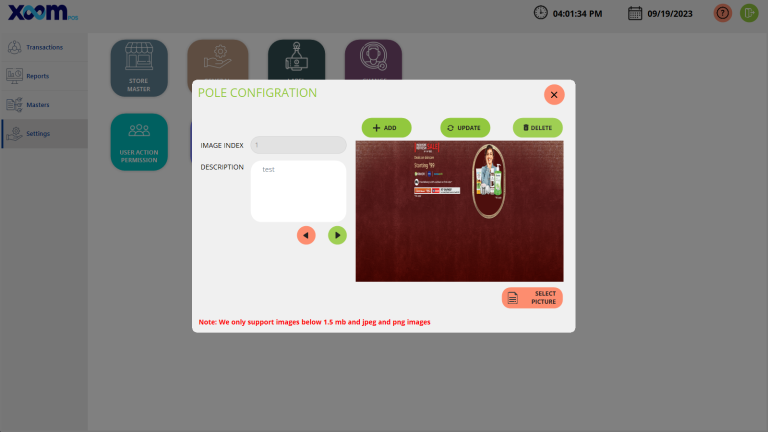 XOOM POS
04:01:34 PM
09/19/2023
Transactions
Reports
Masters
Settings
STORE
MASTER
USER ACTION
PERMISSION
POLE CONFIGRATION
ADD
UPDATE
DELETE
IMAGE INDEX
1
DESCRIPTION
test
SELECT
PICTURE
Note: We only support images below 1.5 mb and jpeg and png images